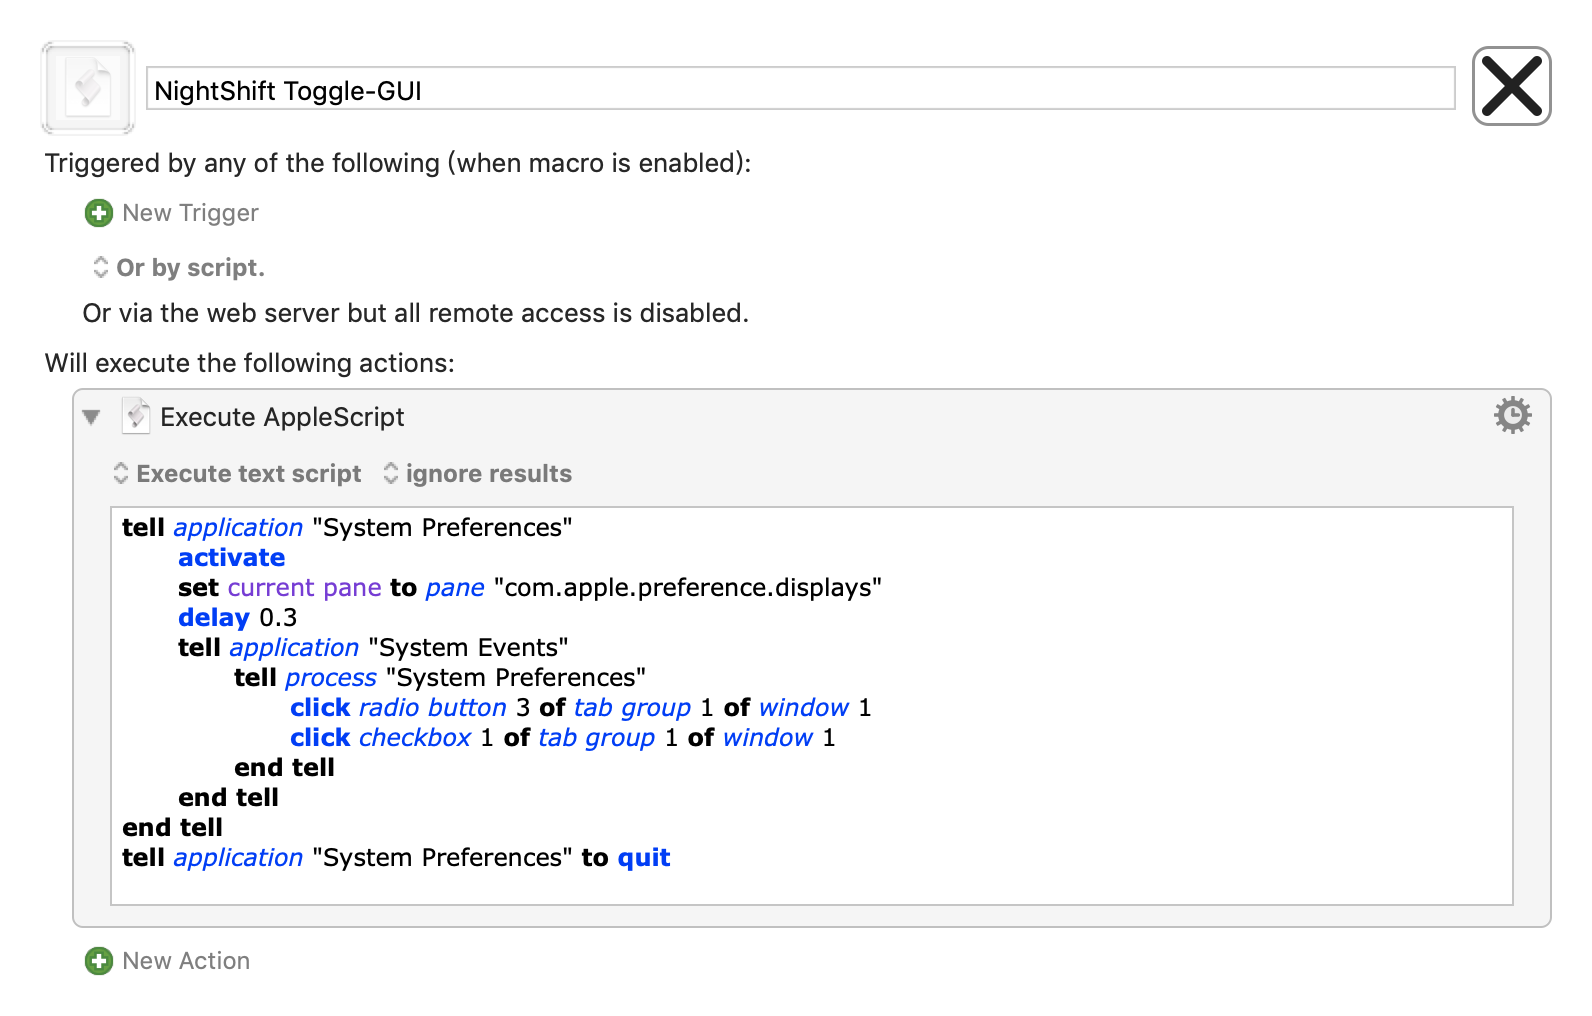 NightShift Toggle-GUI
Triggered by any of the following (when macro is enabled):
New Trigger
Or by script.
Or via the web server but all remote access is disabled.
Will execute the following actions:
Execute AppleScript
Execute text script ignore results
tell application "System Preferences"
activate
set current pane to pane "com.apple.preference.displays"
delay 0.3
tell application "System Events"
tell process "System Preferences"
click radio button 3 of tab group 1 of window 1
click checkbox 1 of tab group 1 of window 1
end tell
end tell
end tell
tell application "System Preferences" to quit
New Action